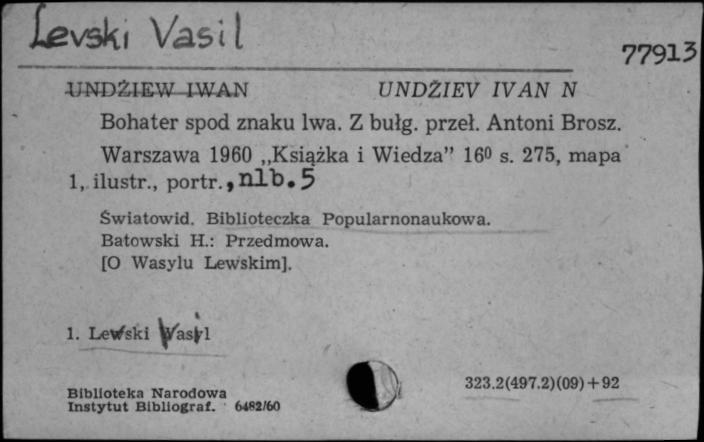 Levski Vasil
77913
UNDŹIEW IWAN UNDŽIEV IVAN N
Bohater spod znaku lwa. Z bułg. przeł. Antoni Brosz.
Warszawa 1960 „Książka i Wiedza” 16⁰ s. 275, mapa
1, ilustr., portr., nlb. 5
Światowid. Biblioteczka Popularnonaukowa.
Batowski H.: Przedmowa.
[O Wasylu Lewskim].
1. Lewski Wasyl
323.2(497.2)(09)+92
Biblioteka Narodowa
Instytut Bibliograf. 6482/60